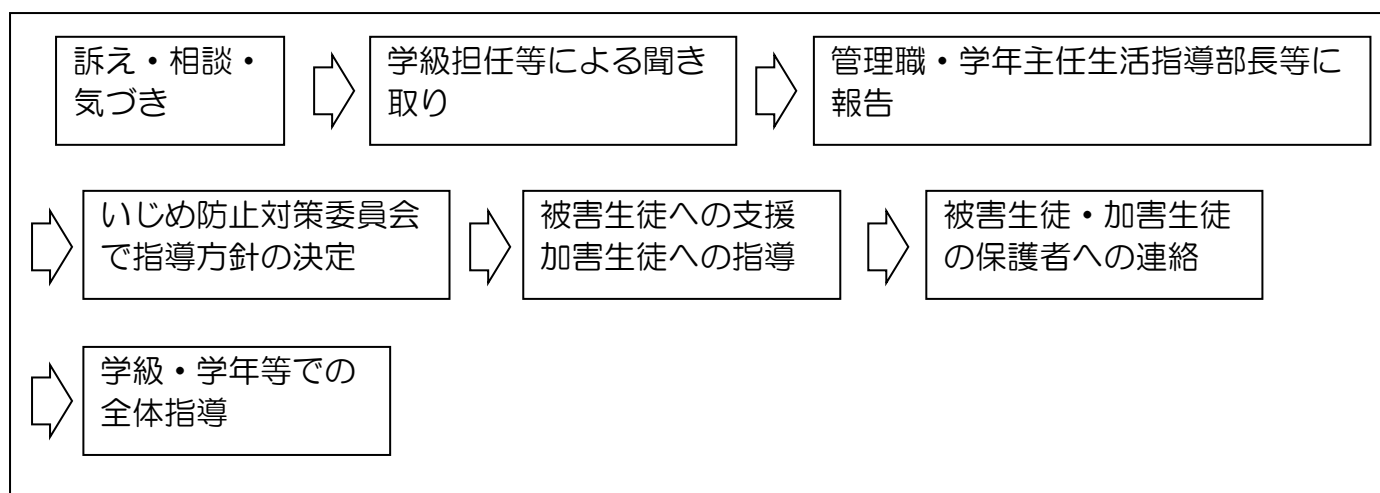 訴え・相談・
気づき
学級担任等による聞き
取り
管理職・学年主任生活指導部長等に
報告
いじめ防止対策委員会
で指導方針の決定
被害生徒への支援
加害生徒への指導
被害生徒・加害生徒
の保護者への連絡
学級・学年等での
全体指導